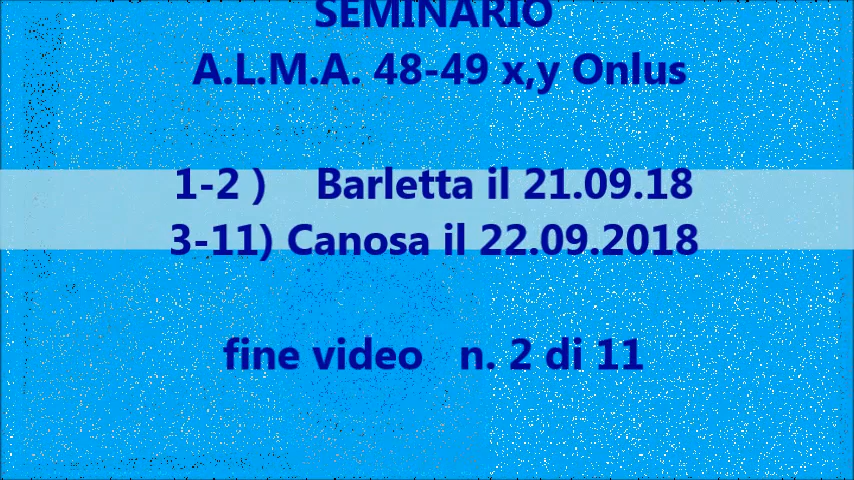 SEMINARIO
A.L.M.A. 48-49 x,y Onlus
1-2 ) Barletta il 21.09.18
3-11) Canosa il 22.09.2018
fine video n. 2 di 11